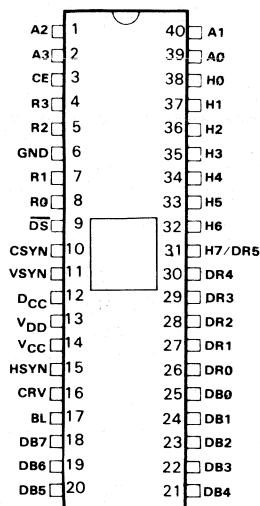 A2 1 40 A1
A3 2 39 A0
CE 3 38 H0
R3 4 37 H1
R2 5 36 H2
GND 6 35 H3
R1 7 34 H4
R0 8 33 H5
DS 9 32 H6
CSYN 10 31 H7/DR5
VSYN 11 30 DR4
DCC 12 29 DR3
VDD 13 28 DR2
VCC 14 27 DR1
HSYN 15 26 DR0
CRV 16 25 DB0
BL 17 24 DB1
DB7 18 23 DB2
DB6 19 22 DB3
DB5 20 21 DB4